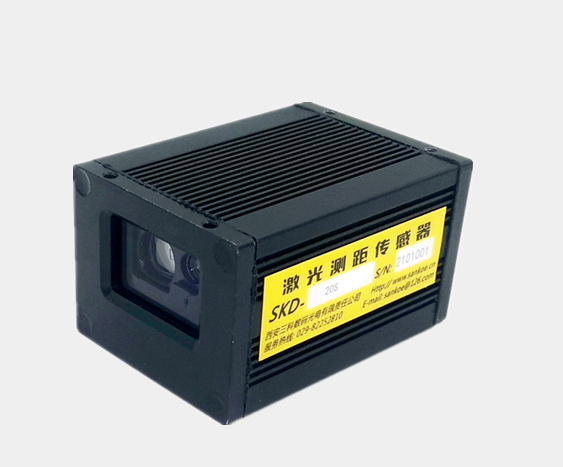 激光测距传感器
SKD- 20S S/N: 2101001
西安三科数码光电有限责任公司 Http://www.sankoe.cn
服务热线: 029-82252810 E-mail: sankoe@126.com